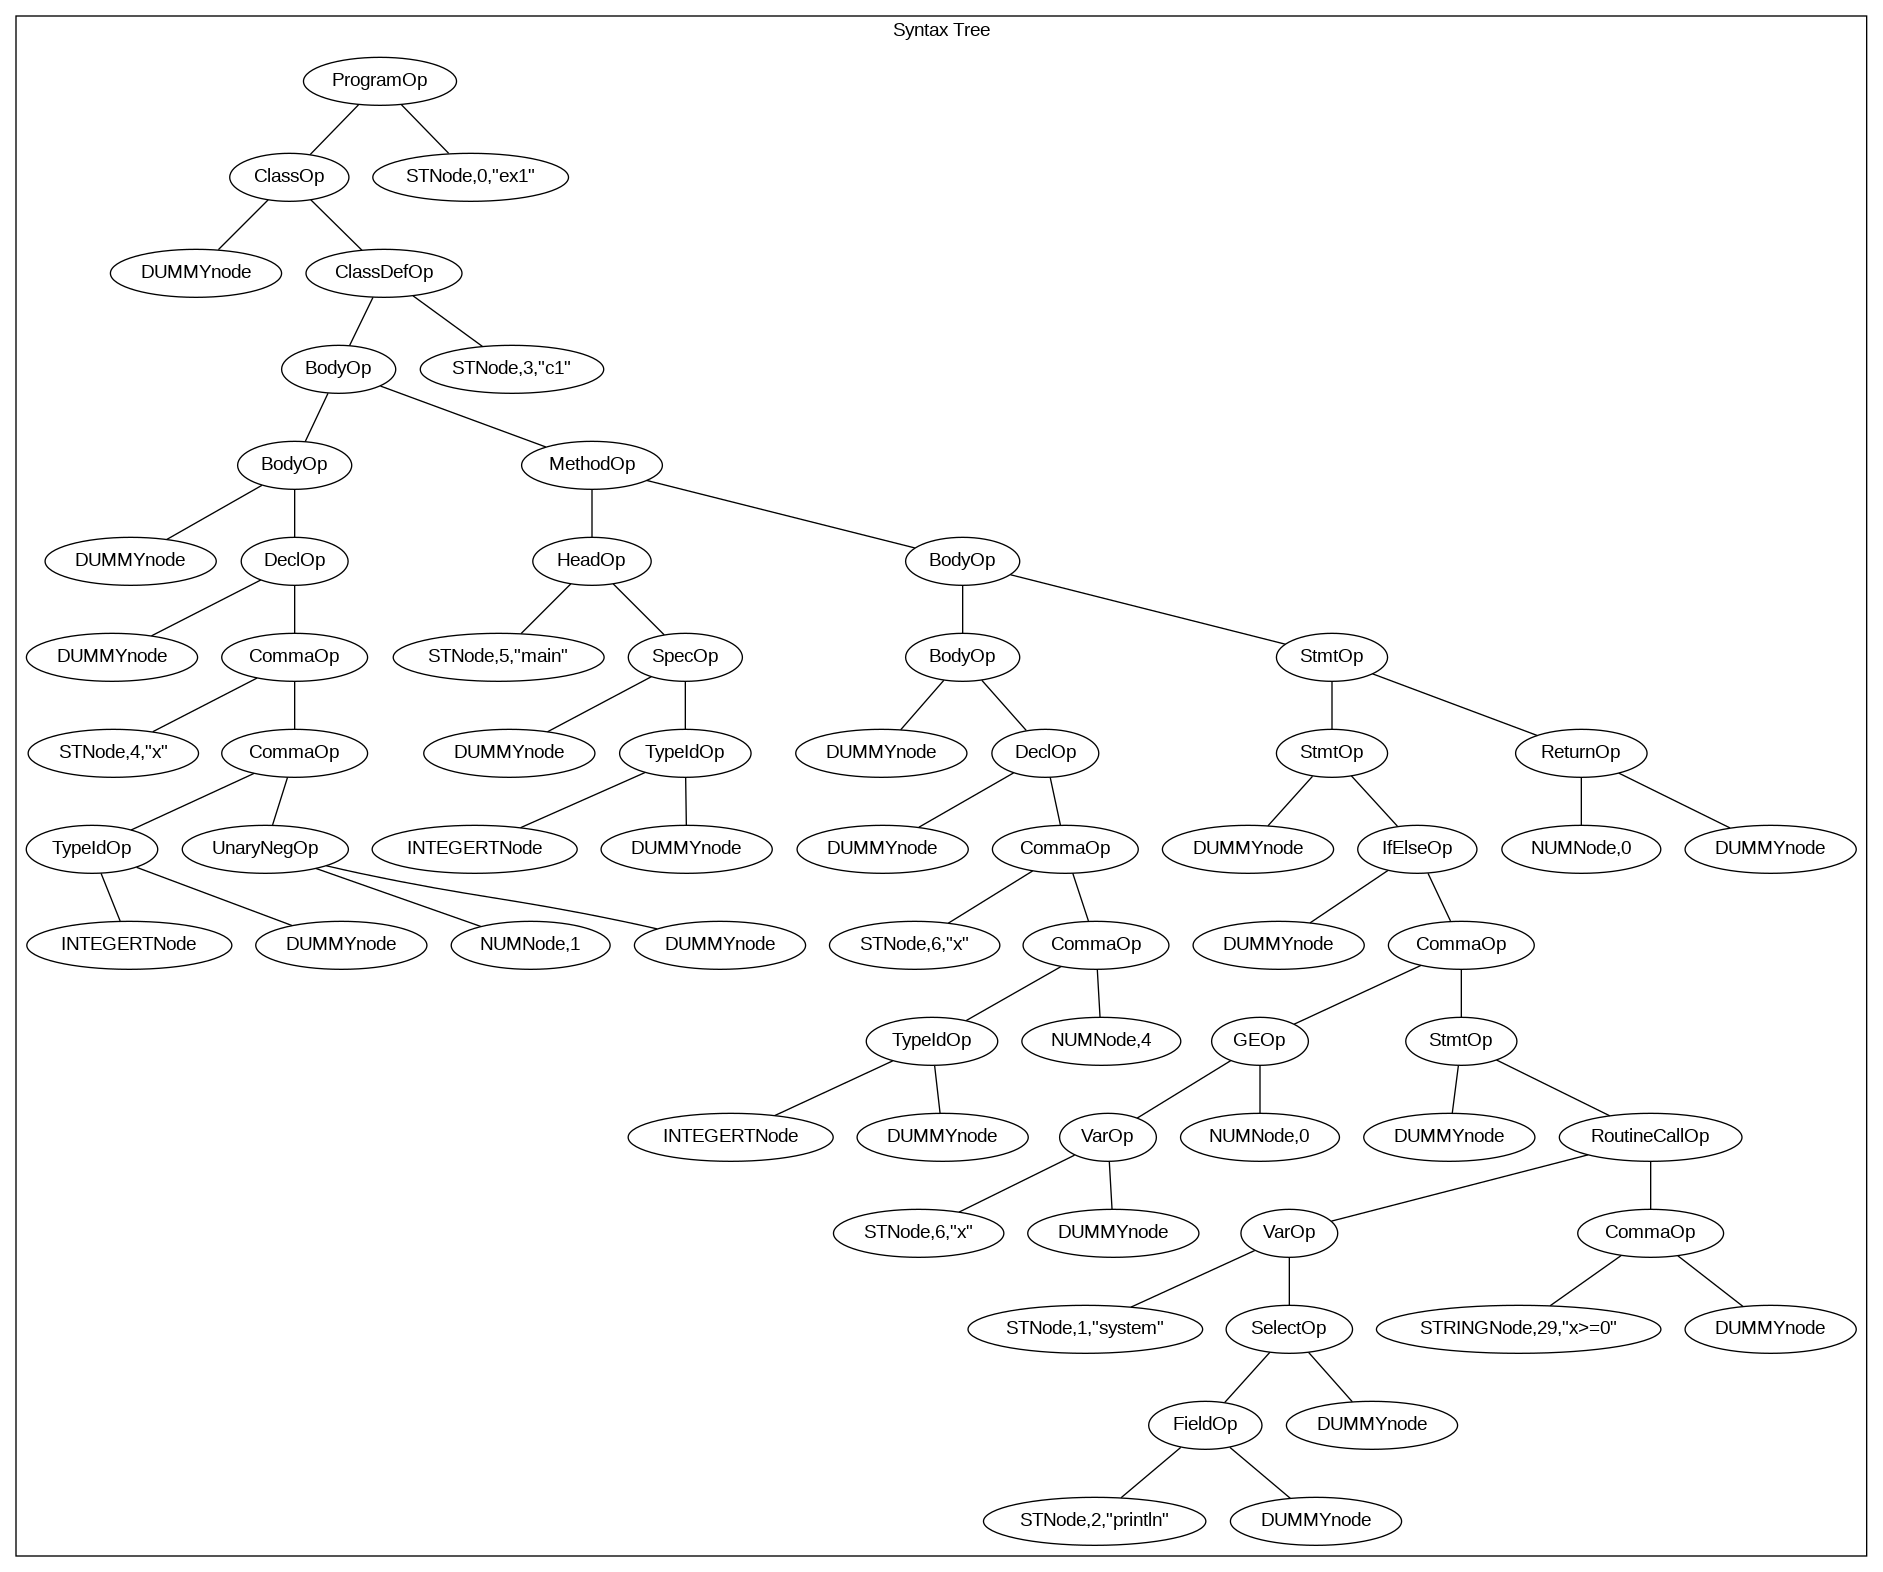 Syntax Tree
ProgramOp
ClassOp
STNode,0,"ex1"
DUMMYnode
ClassDefOp
BodyOp
STNode,3,"c1"
BodyOp
MethodOp
DUMMYnode
DeclOp
HeadOp
BodyOp
DUMMYnode
CommaOp
STNode,5,"main"
SpecOp
BodyOp
StmtOp
STNode,4,"x"
CommaOp
DUMMYnode
TypeIdOp
DUMMYnode
DeclOp
StmtOp
ReturnOp
TypeIdOp
UnaryNegOp
INTEGERTNode
DUMMYnode
DUMMYnode
CommaOp
DUMMYnode
IfElseOp
NUMNode,0
DUMMYnode
INTEGERTNode
DUMMYnode
NUMNode,1
DUMMYnode
STNode,6,"x"
CommaOp
DUMMYnode
CommaOp
TypeIdOp
NUMNode,4
GEOp
StmtOp
INTEGERTNode
DUMMYnode
VarOp
NUMNode,0
DUMMYnode
RoutineCallOp
STNode,6,"x"
DUMMYnode
VarOp
CommaOp
STNode,1,"system"
SelectOp
STRINGNode,29,"x>=0"
DUMMYnode
FieldOp
DUMMYnode
STNode,2,"println"
DUMMYnode